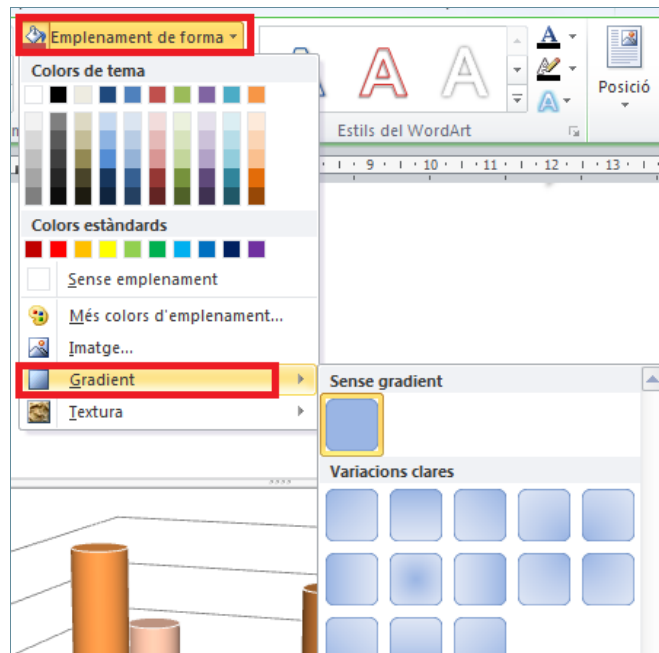 Emplenament de forma
Colors de tema
Colors estàndards
Sense emplenament
Més colors d'emplenament...
Imatge...
Gradient
Textura
A A A
A
Posició
Estils del WordArt
9 10 11 12 13
Sense gradient
Variacions clares